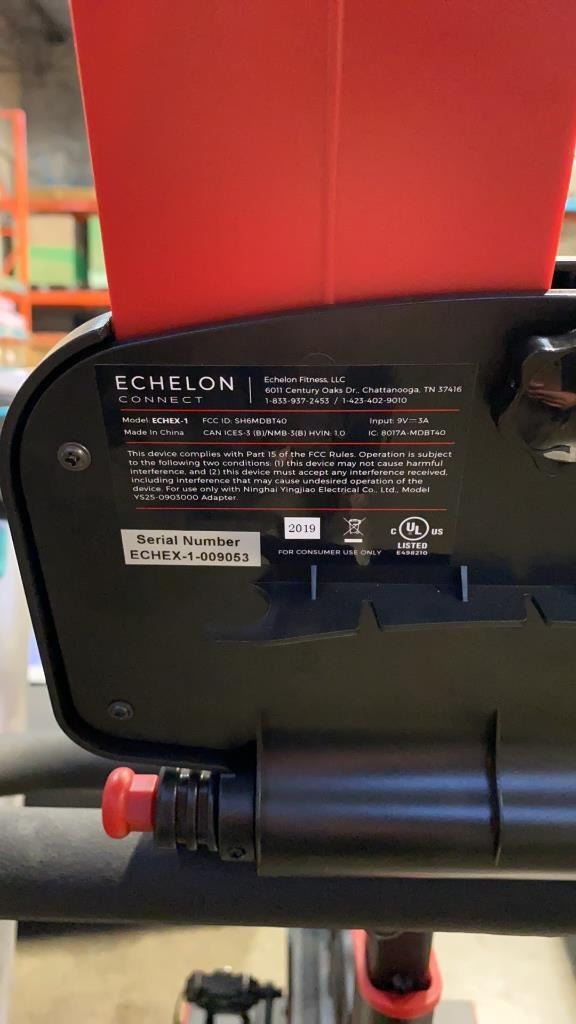 ECHELON
CONNECT
Echelon Fitness, LLC
6011 Century Oaks Dr., Chattanooga, TN 37416
1-833-937-2453 / 1-423-402-9010
Model: ECHEX-1 FCC ID: SH6MDBT40 Input: 9V⎓3A
Made In China CAN ICES-3 (B)/NMB-3(B) HVIN: 1.0 IC: 8017A-MDBT40
This device complies with Part 15 of the FCC Rules. Operation is subject
to the following two conditions: (1) this device may not cause harmful
interference, and (2) this device must accept any interference received,
including interference that may cause undesired operation of the
device. For use only with Ninghai Yingjiao Electrical Co., Ltd., Model
YS25-0903000 Adapter.
Serial Number
ECHEX-1-009053
2019
FOR CONSUMER USE ONLY
C UL US
LISTED
E498210